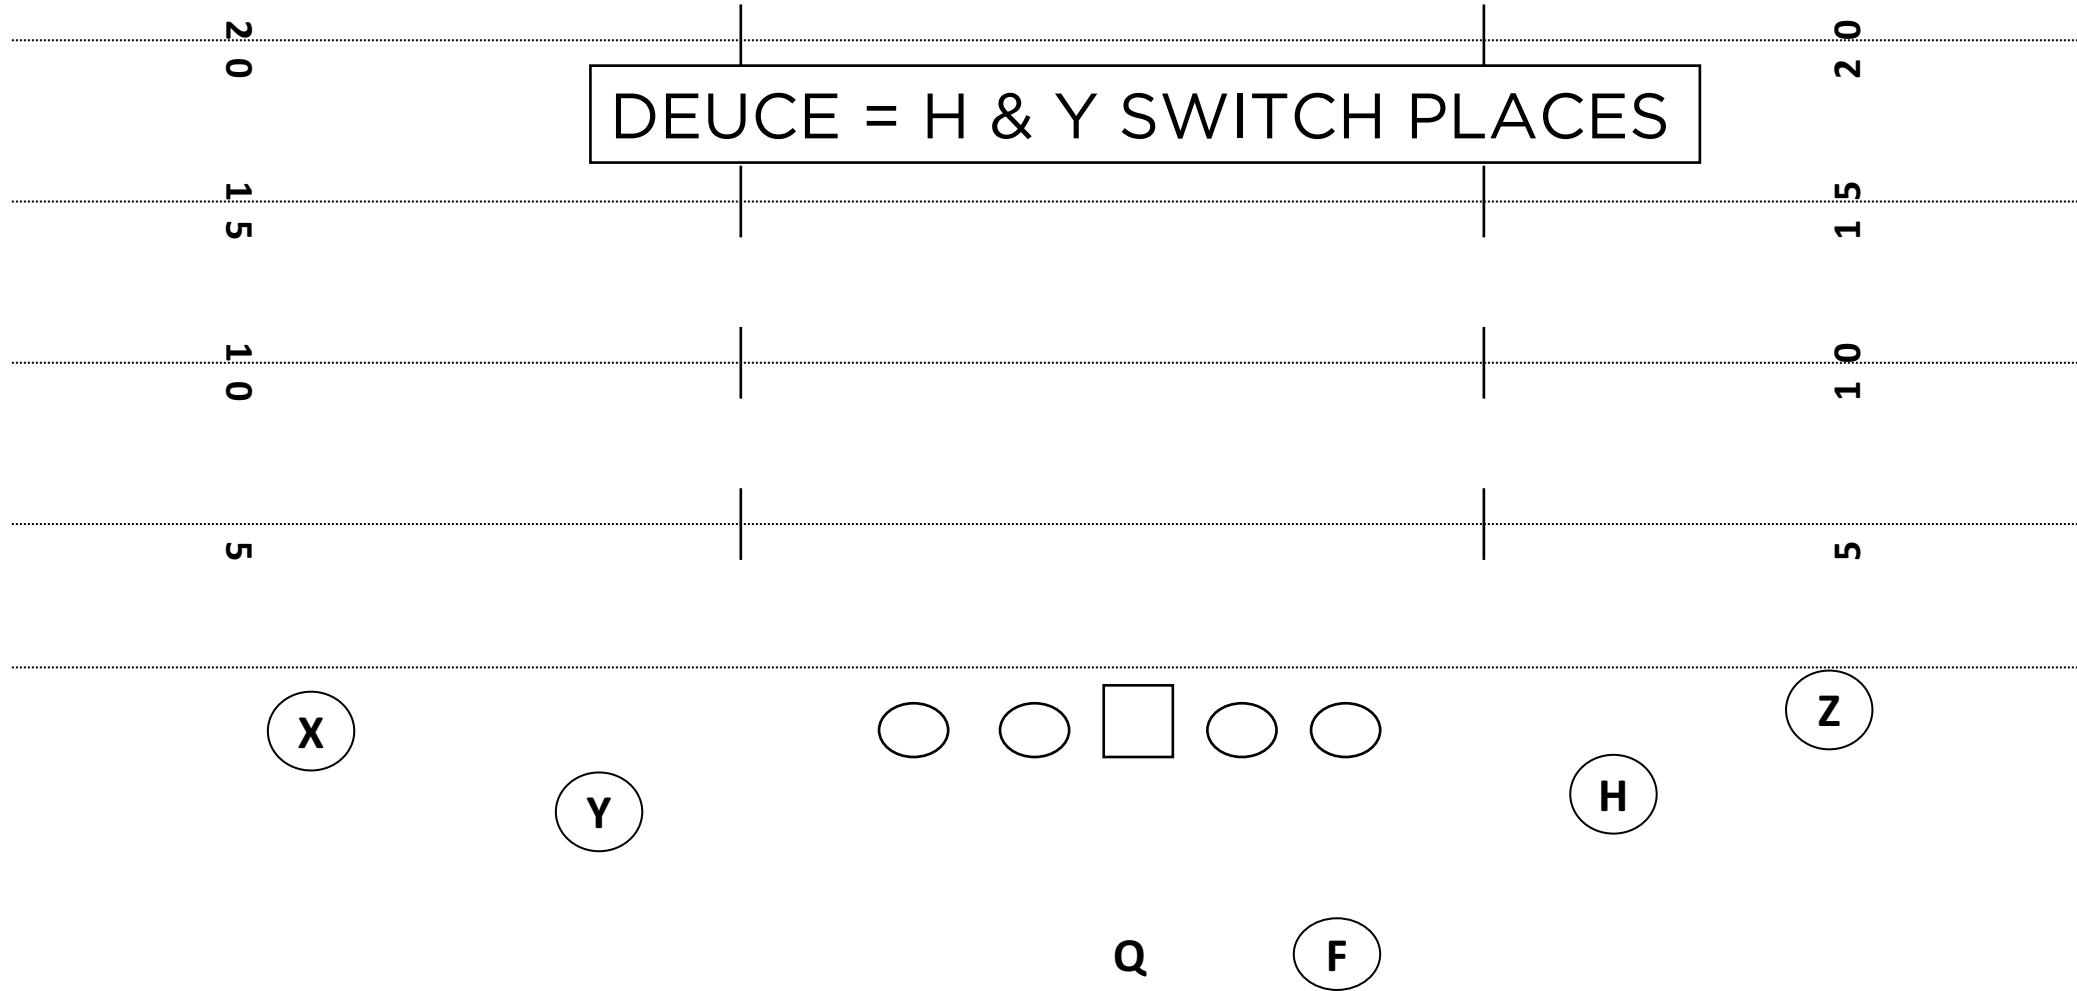 20 20
DEUCE = H & Y SWITCH PLACES
15 15
10 10
5 5
X Z
Y H
Q F